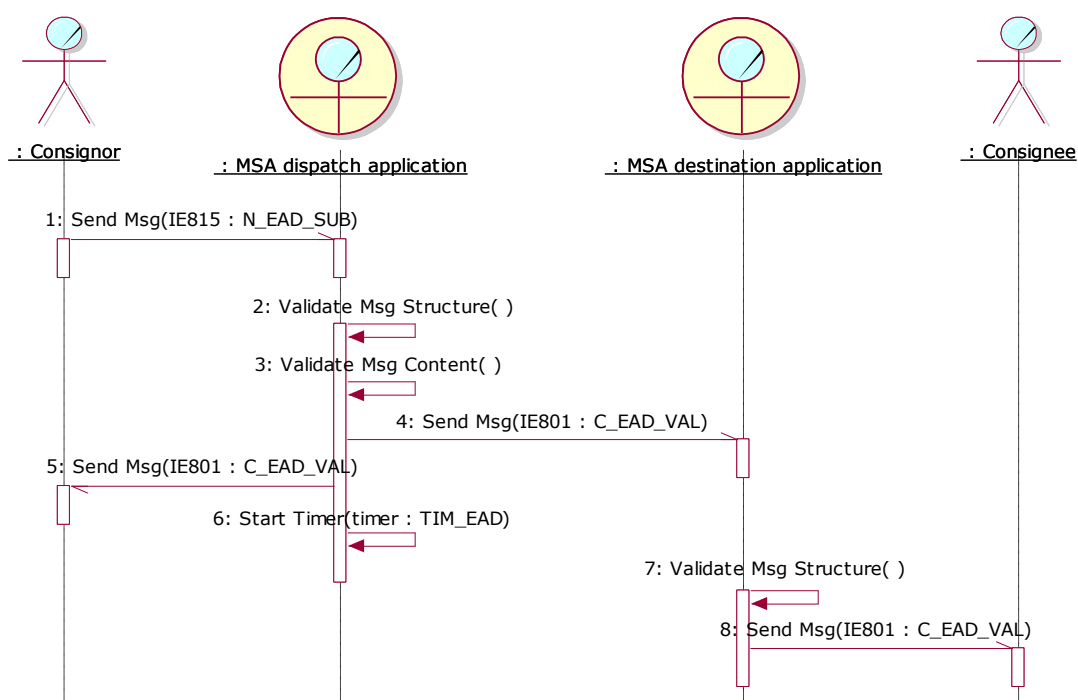 : Consignor
: MSA dispatch application
: MSA destination application
: Consignee
1: Send Msg(IE815 : N_EAD_SUB)
2: Validate Msg Structure( )
3: Validate Msg Content( )
4: Send Msg(IE801 : C_EAD_VAL)
5: Send Msg(IE801 : C_EAD_VAL)
6: Start Timer(timer : TIM_EAD)
7: Validate Msg Structure( )
8: Send Msg(IE801 : C_EAD_VAL)